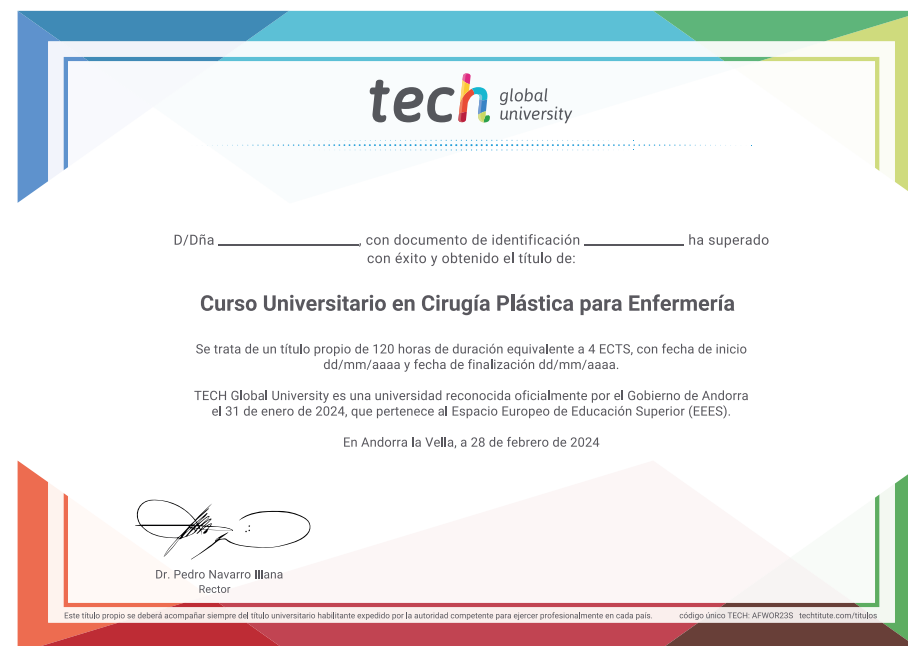 tech global
university
D/Dña ____________________, con documento de identificación ______________ ha superado
con éxito y obtenido el título de:
Curso Universitario en Cirugía Plástica para Enfermería
Se trata de un título propio de 120 horas de duración equivalente a 4 ECTS, con fecha de inicio
dd/mm/aaaa y fecha de finalización dd/mm/aaaa.
TECH Global University es una universidad reconocida oficialmente por el Gobierno de Andorra
el 31 de enero de 2024, que pertenece al Espacio Europeo de Educación Superior (EEES).
En Andorra la Vella, a 28 de febrero de 2024
Dr. Pedro Navarro Illana
Rector
Este título propio se deberá acompañar siempre del título universitario habilitante expedido por la autoridad competente para ejercer profesionalmente en cada país. código único TECH: AFWOR23S techtitute.com/titulos